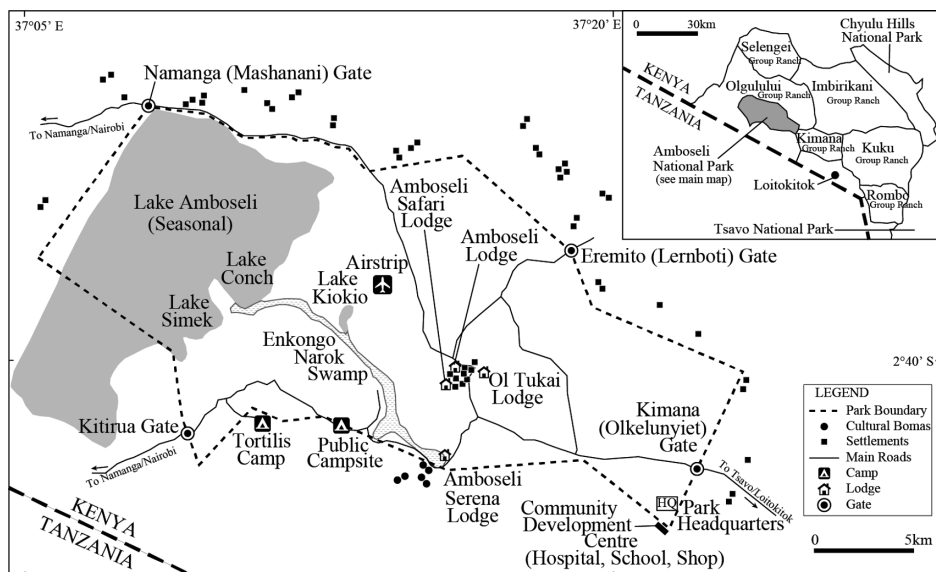 37°05' E
37°20' E
Namanga (Mashanani) Gate
To Namanga/Nairobi
Lake Amboseli
(Seasonal)
Lake
Conch
Lake
Simek
Airstrip
Lake
Kiokio
Enkongo
Narok
Swamp
Amboseli
Safari
Lodge
Amboseli
Lodge
Eremito (Lernboti) Gate
Ol Tukai
Lodge
2°40' S
Kitirua Gate
Tortilis
Camp
Public
Campsite
Amboseli
Serena
Lodge
Kimana
(Olkelunyiet)
Gate
To Namanga/Nairobi
To Tsavo/Loitokitok
HQ
Park
Headquarters
Community
Development
Centre
(Hospital, School, Shop)
KENYA
TANZANIA
0
30km
Chyulu Hills
National Park
Selengei
Group Ranch
Olgulului
Group Ranch
Imbirikani
Group Ranch
KENYA
TANZANIA
Kimana
Group Ranch
Kuku
Group Ranch
Amboseli
National Park
(see main map)
Loitokitok
Rombo
Group Ranch
Tsavo National Park
LEGEND
Park Boundary
Cultural Bomas
Settlements
Main Roads
Camp
Lodge
Gate
0
5km